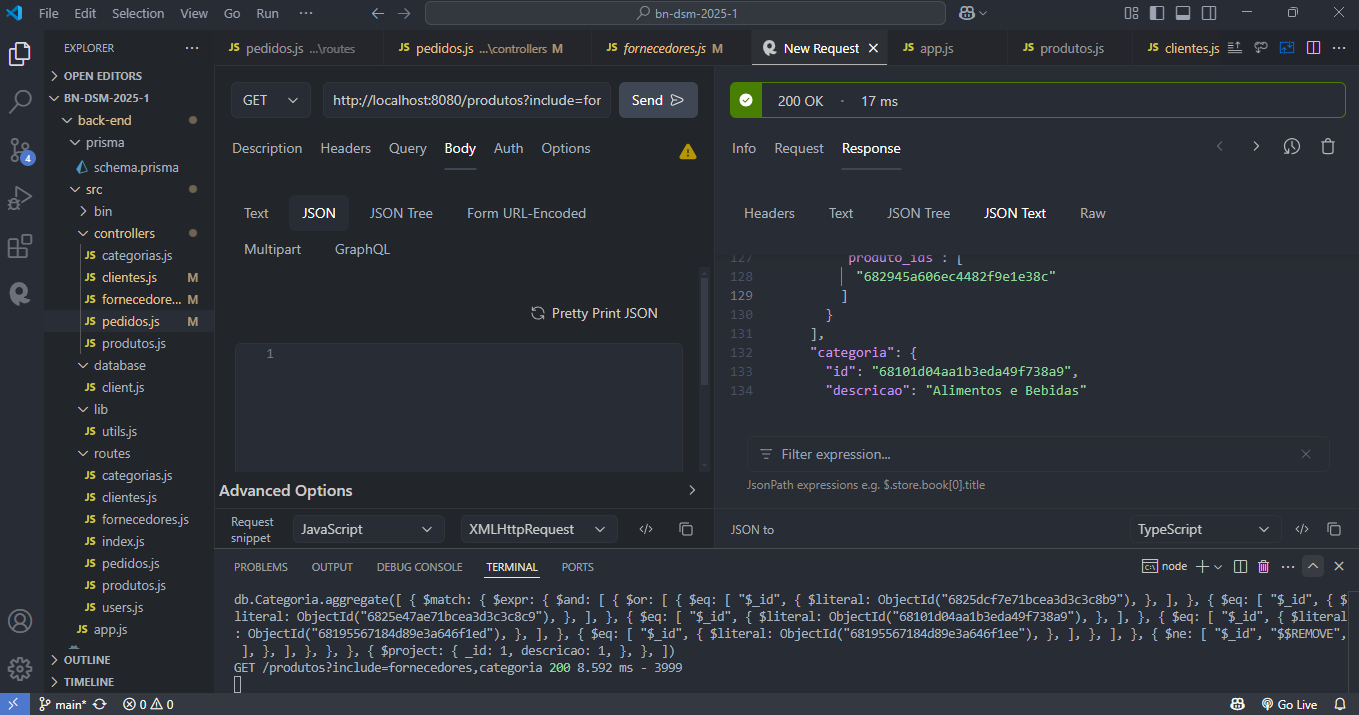 File Edit Selection View Go Run ··· bn-dsm-2025-1
EXPLORER ···
OPEN EDITORS
BN-DSM-2025-1
back-end
prisma
schema.prisma
src
bin
controllers
JS categorias.js
JS clientes.js M
JS fornecedore... M
JS pedidos.js M
JS produtos.js
database
JS client.js
lib
JS utils.js
routes
JS categorias.js
JS clientes.js
JS fornecedores.js
JS index.js
JS pedidos.js
JS produtos.js
JS users.js
JS app.js
OUTLINE
TIMELINE
4
JS pedidos.js ...\routes JS pedidos.js ...\controllers M JS fornecedores.js M New Request JS app.js JS produtos.js JS clientes.js ···
GET http://localhost:8080/produtos?include=for Send
Description Headers Query Body Auth Options
Text JSON JSON Tree Form URL-Encoded
Multipart GraphQL
Pretty Print JSON
1
Advanced Options
Request snippet JavaScript XMLHttpRequest
200 OK · 17 ms
Info Request Response
Headers Text JSON Tree JSON Text Raw
127 "produto_ids": [
128 "682945a606ec4482f9e1e38c"
129 ]
130 }
131 ],
132 "categoria": {
133 "id": "68101d04aa1b3eda49f738a9",
134 "descricao": "Alimentos e Bebidas"
Filter expression...
JsonPath expressions e.g. $.store.book[0].title
JSON to TypeScript
PROBLEMS OUTPUT DEBUG CONSOLE TERMINAL PORTS node ···
db.Categoria.aggregate([ { $match: { $expr: { $and: [ { $or: [ { $eq: [ "$_id", { $literal: ObjectId("6825dcf7e71bcea3d3c3c8b9"), }, ], }, { $eq: [ "$_id", { $
literal: ObjectId("6825e47ae71bcea3d3c3c8c9"), }, ], }, { $eq: [ "$_id", { $literal: ObjectId("68101d04aa1b3eda49f738a9"), }, ], }, { $eq: [ "$_id", { $literal
: ObjectId("68195567184d89e3a646f1ed"), }, ], }, { $eq: [ "$_id", { $literal: ObjectId("68195567184d89e3a646f1ee"), }, ], }, ], }, { $ne: [ "$_id", "$$REMOVE",
], }, ], }, }, }, { $project: { _id: 1, descricao: 1, }, }, ])
GET /produtos?include=fornecedores,categoria 200 8.592 ms - 3999
main* 0 0 Go Live